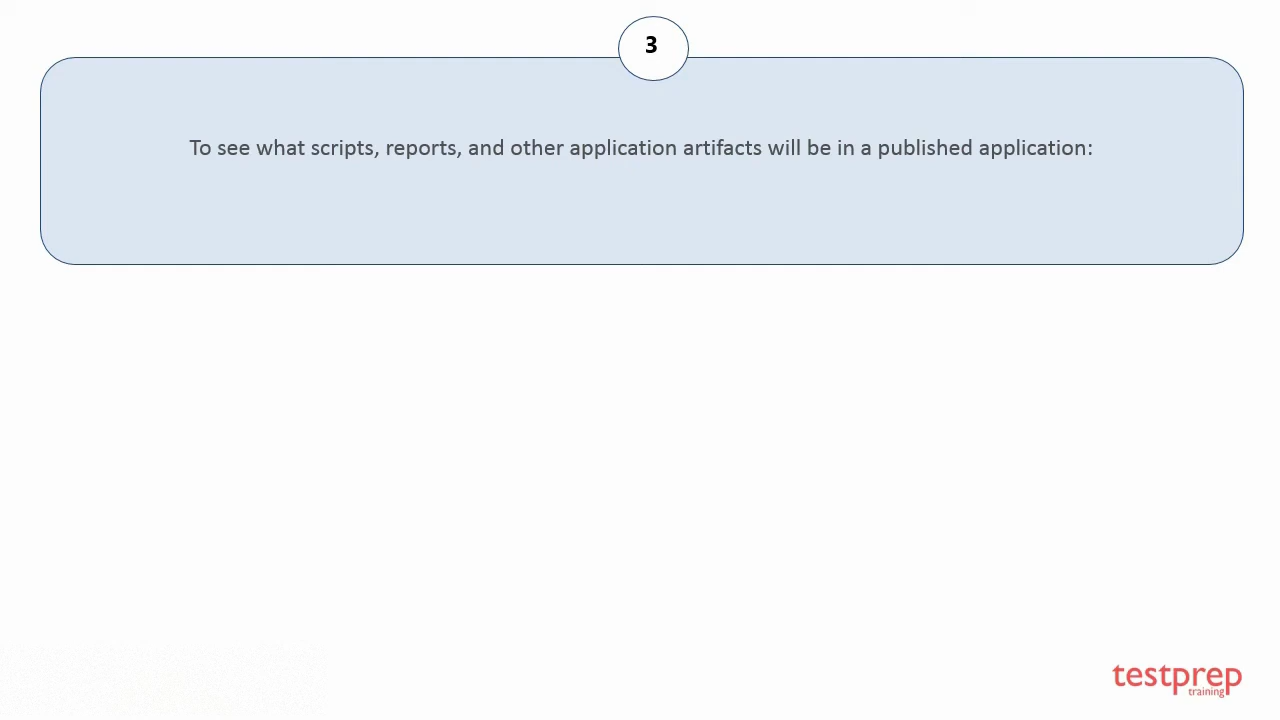 3
To see what scripts, reports, and other application artifacts will be in a published application:
testprep
training